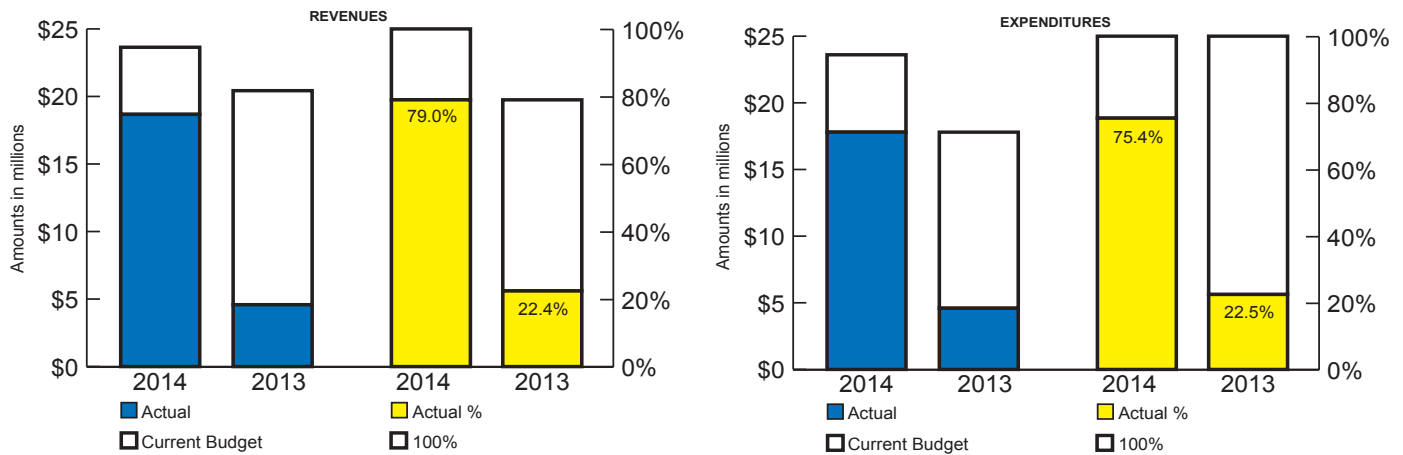 REVENUES
Amounts in millions
$25
$20
$15
$10
$5
$0
100%
80%
60%
40%
20%
0%
79.0%
22.4%
2014 2013 2014 2013
Actual Actual %
Current Budget 100%
EXPENDITURES
Amounts in millions
$25
$20
$15
$10
$5
$0
100%
80%
60%
40%
20%
0%
75.4%
22.5%
2014 2013 2014 2013
Actual Actual %
Current Budget 100%